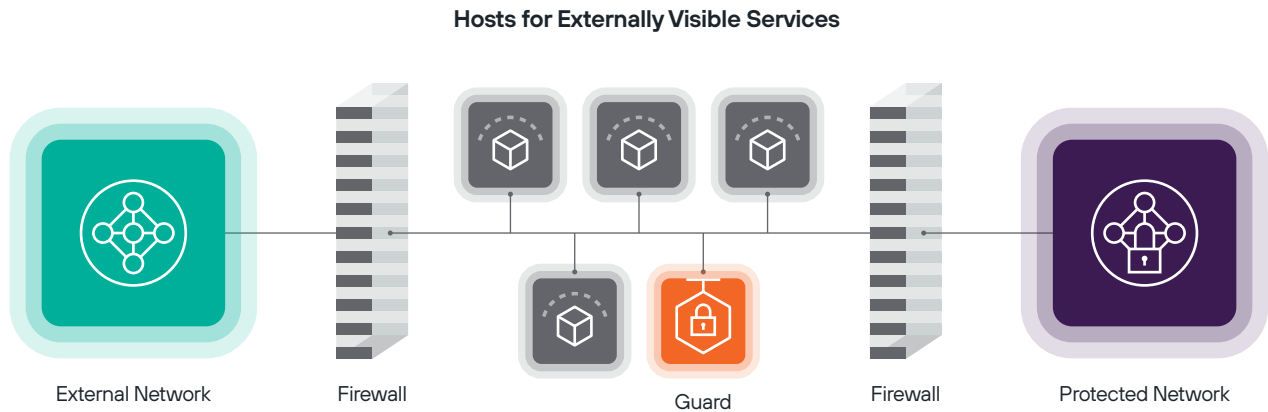 Hosts for Externally Visible Services
External Network
Firewall
Guard
Firewall
Protected Network